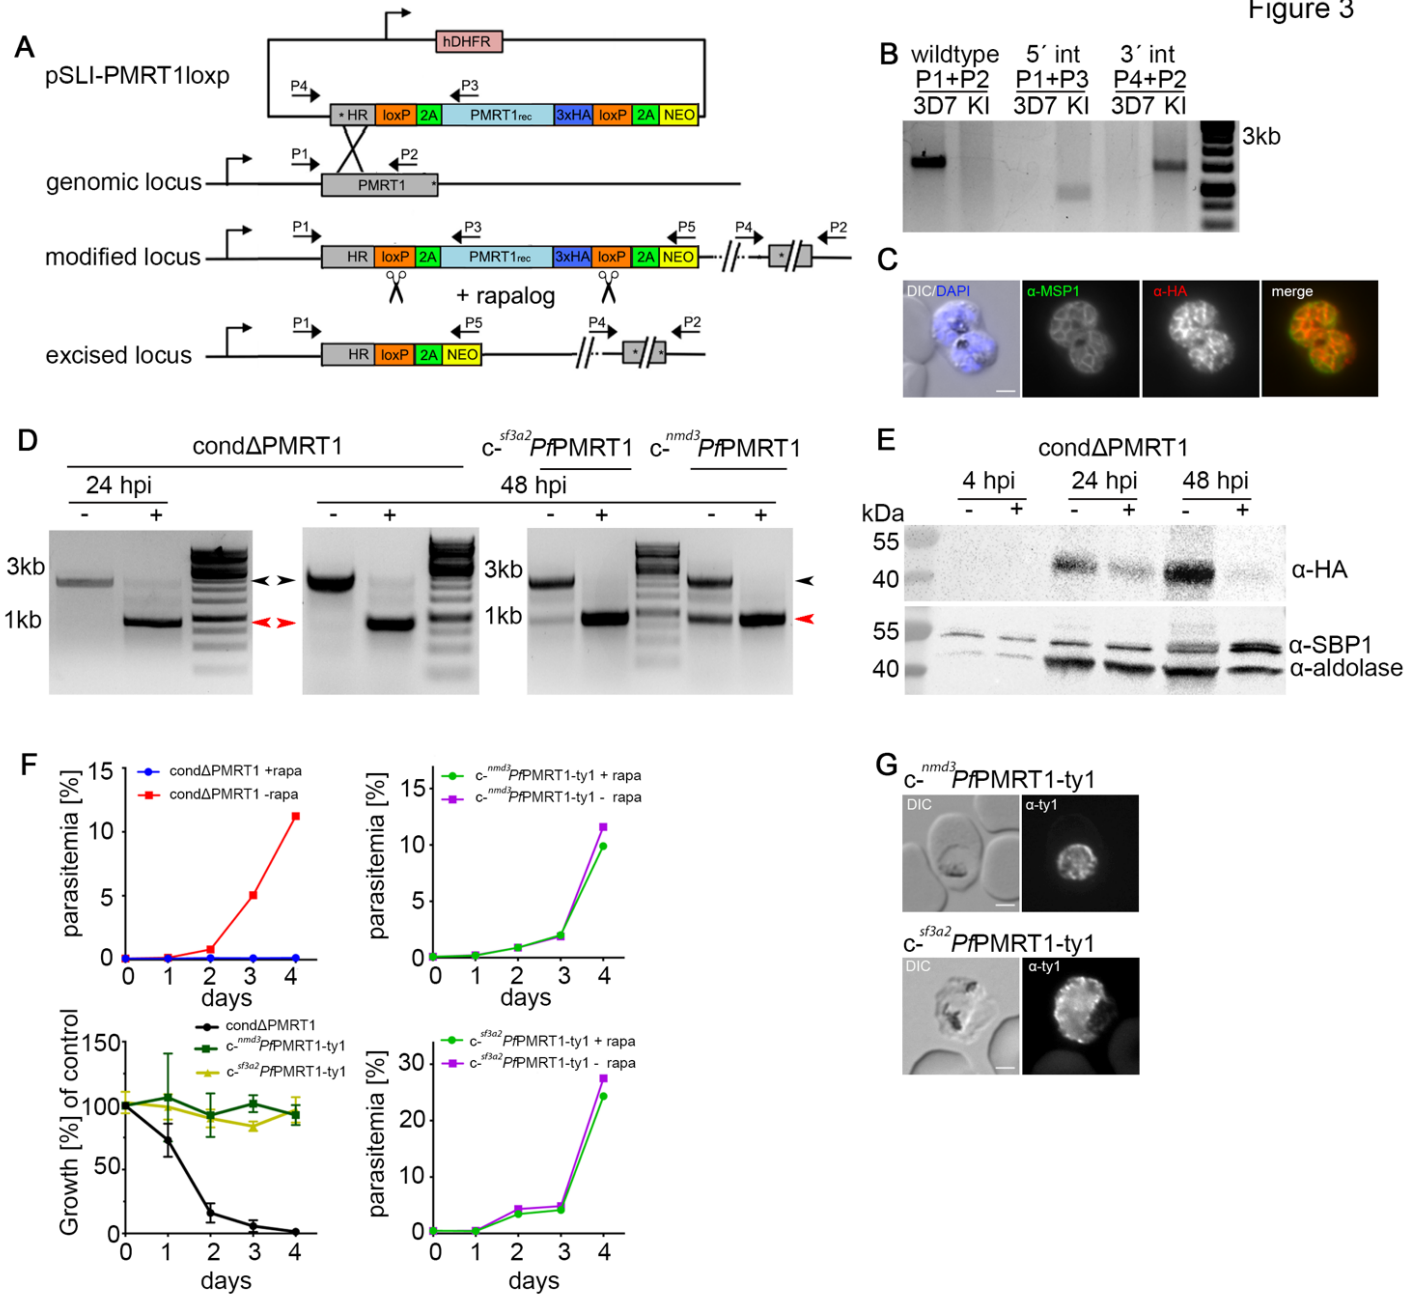 Figure 3
A
pSLI-PMRT1loxp
hDHFR
P4
P3
* HR loxP 2A PMRT1rec 3xHA loxP 2A NEO
P1
P2
genomic locus
PMRT1 *
P1
P3
P5
P4
P2
modified locus
HR loxP 2A PMRT1rec 3xHA loxP 2A NEO
*
+ rapalog
P1
P5
P4
P2
excised locus
HR loxP 2A NEO
* *
B
wildtype 5´ int 3´ int
P1+P2 P1+P3 P4+P2
3D7 KI 3D7 KI 3D7 KI
3kb
C
DIC/DAPI
α-MSP1
α-HA
merge
D
condΔPMRT1
c-sf3a2PfPMRT1
c-nmd3PfPMRT1
24 hpi
48 hpi
- + - + - + - +
3kb
1kb
3kb
1kb
E
condΔPMRT1
4 hpi 24 hpi 48 hpi
kDa - + - + - +
55
40
α-HA
55
40
α-SBP1
α-aldolase
F
condΔPMRT1 +rapa
condΔPMRT1 -rapa
parasitemia [%]
15
10
5
0
0 1 2 3 4
days
c-nmd3PfPMRT1-ty1 + rapa
c-nmd3PfPMRT1-ty1 - rapa
parasitemia [%]
15
10
5
0
0 1 2 3 4
days
condΔPMRT1
c-nmd3PfPMRT1-ty1
c-sf3a2PfPMRT1-ty1
Growth [%] of control
150
100
50
0
0 1 2 3 4
days
c-sf3a2PfPMRT1-ty1 + rapa
c-sf3a2PfPMRT1-ty1 - rapa
parasitemia [%]
30
20
10
0
0 1 2 3 4
days
G
c-nmd3PfPMRT1-ty1
DIC
α-ty1
c-sf3a2PfPMRT1-ty1
DIC
α-ty1